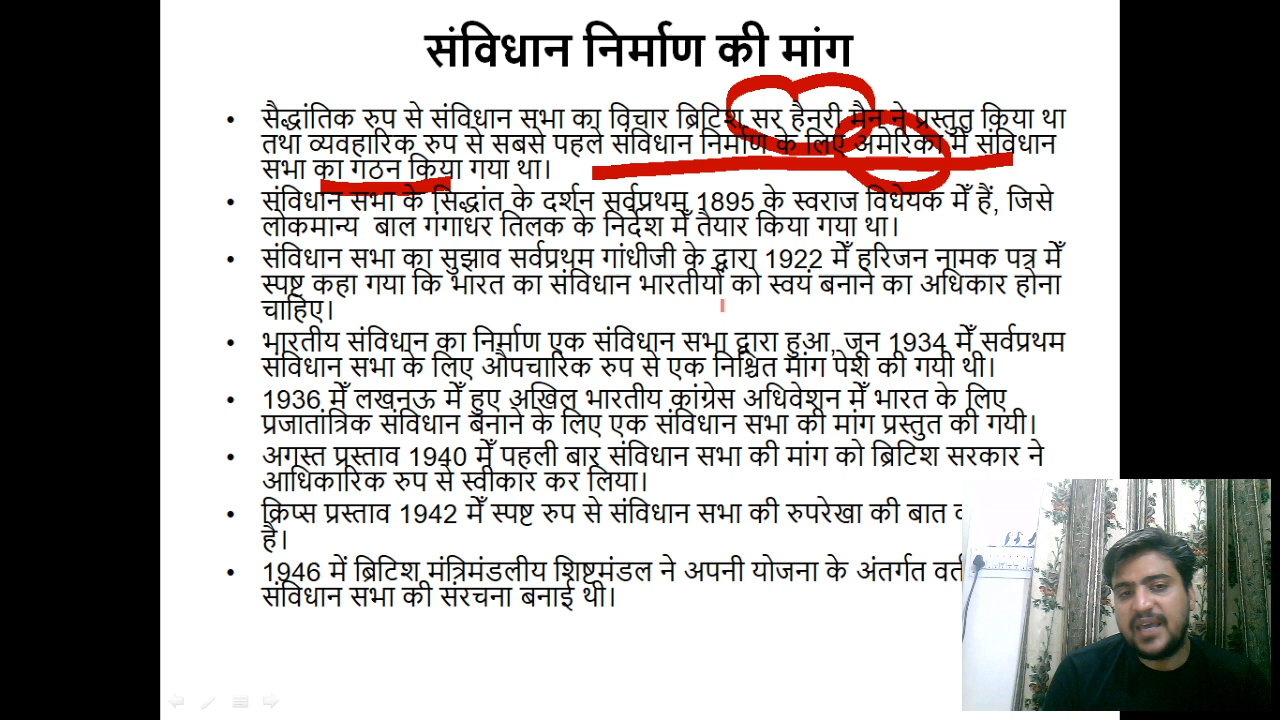 संविधान निर्माण की मांग
• सैद्धांतिक रुप से संविधान सभा का विचार ब्रिटिश सर हैनरी मैन ने प्रस्तुत किया था
तथा व्यवहारिक रुप से सबसे पहले संविधान निर्माण के लिए अमेरिका में संविधान
सभा का गठन किया गया था।
• संविधान सभा के सिद्धांत के दर्शन सर्वप्रथम 1895 के स्वराज विधेयक मेँ हैं, जिसे
लोकमान्य बाल गंगाधर तिलक के निर्देश मेँ तैयार किया गया था।
• संविधान सभा का सुझाव सर्वप्रथम गांधीजी के द्वारा 1922 मेँ हरिजन नामक पत्र मेँ
स्पष्ट कहा गया कि भारत का संविधान भारतीयोँ को स्वयं बनाने का अधिकार होना
चाहिए।
• भारतीय संविधान का निर्माण एक संविधान सभा द्वारा हुआ, जून 1934 मेँ सर्वप्रथम
संविधान सभा के लिए औपचारिक रुप से एक निश्चित मांग पेश की गयी थी।
• 1936 मेँ लखनऊ मेँ हुए अखिल भारतीय कांग्रेस अधिवेशन मेँ भारत के लिए
प्रजातांत्रिक संविधान बनाने के लिए एक संविधान सभा की मांग प्रस्तुत की गयी।
• अगस्त प्रस्ताव 1940 मेँ पहली बार संविधान सभा की मांग को ब्रिटिश सरकार ने
आधिकारिक रुप से स्वीकार कर लिया।
• क्रिप्स प्रस्ताव 1942 मेँ स्पष्ट रुप से संविधान सभा की रुपरेखा की बात
है।
• 1946 में ब्रिटिश मंत्रिमंडलीय शिष्टमंडल ने अपनी योजना के अंतर्गत
संविधान सभा की संरचना बनाई थी।